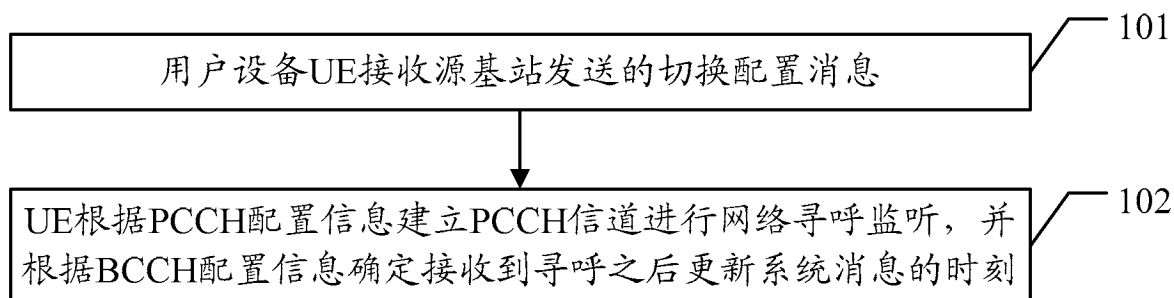 101
用户设备UE接收源基站发送的切换配置消息
102
UE根据PCCH配置信息建立PCCH信道进行网络寻呼监听，并
根据BCCH配置信息确定接收到寻呼之后更新系统消息的时刻